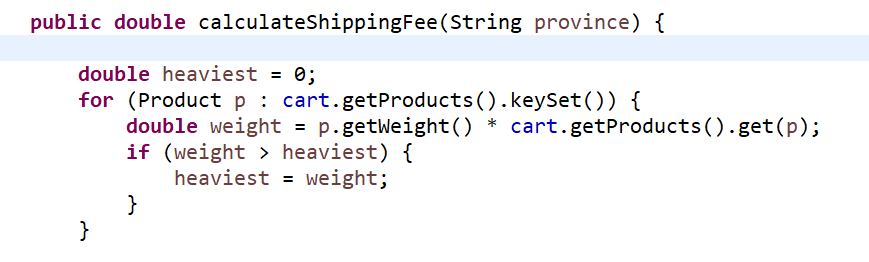 public double calculateShippingFee(String province) {
double heaviest = 0;
for (Product p : cart.getProducts().keySet()) {
double weight = p.getWeight() * cart.getProducts().get(p);
if (weight > heaviest) {
heaviest = weight;
}
}